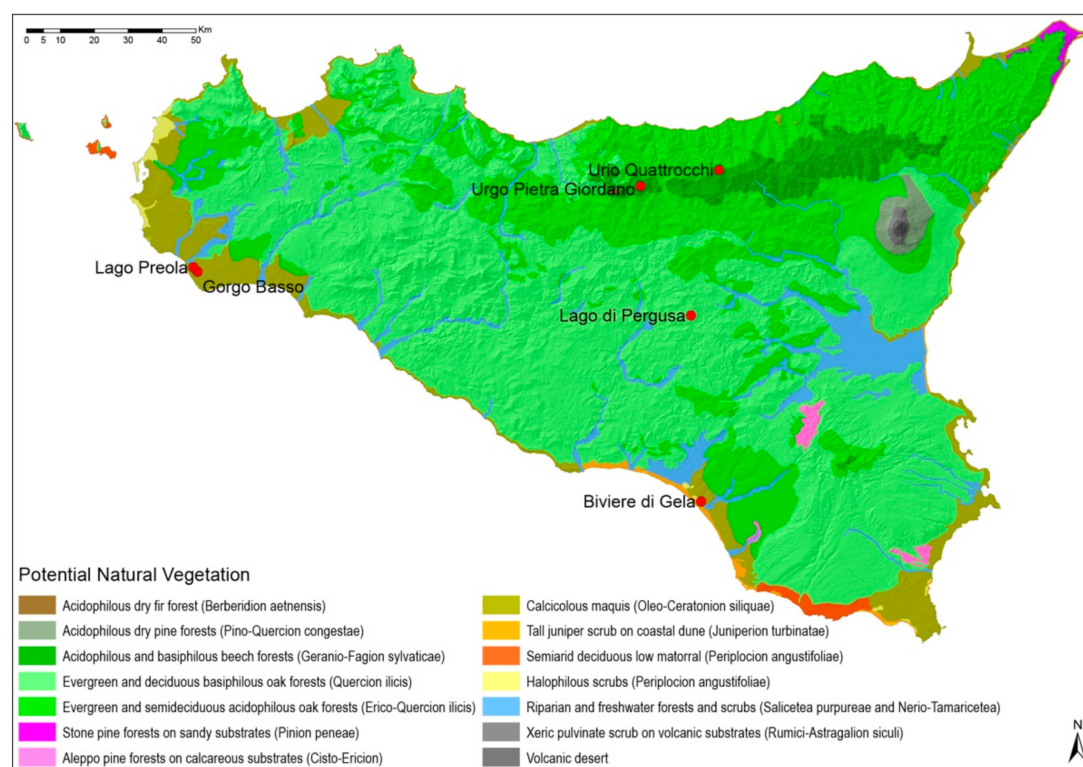 Km
0 5 10 20 30 40 50
Urio Quattrocchi
Urgo Pietra Giordano
Lago Preola
Gorgo Basso
Lago di Pergusa
Biviere di Gela
N
Potential Natural Vegetation
Acidophilous dry fir forest (Berberidion aetnensis)
Acidophilous dry pine forests (Pino-Quercion congestae)
Acidophilous and basiphilous beech forests (Geranio-Fagion sylvaticae)
Evergreen and deciduous basiphilous oak forests (Quercion ilicis)
Evergreen and semideciduous acidophilous oak forests (Erico-Quercion ilicis)
Stone pine forests on sandy substrates (Pinion peneae)
Aleppo pine forests on calcareous substrates (Cisto-Ericion)
Calcicolous maquis (Oleo-Ceratonion siliquae)
Tall juniper scrub on coastal dune (Juniperion turbinatae)
Semiarid deciduous low matorral (Periplocion angustifoliae)
Halophilous scrubs (Periplocion angustifoliae)
Riparian and freshwater forests and scrubs (Salicetea purpureae and Nerio-Tamaricetea)
Xeric pulvinate scrub on volcanic substrates (Rumici-Astragalion siculi)
Volcanic desert